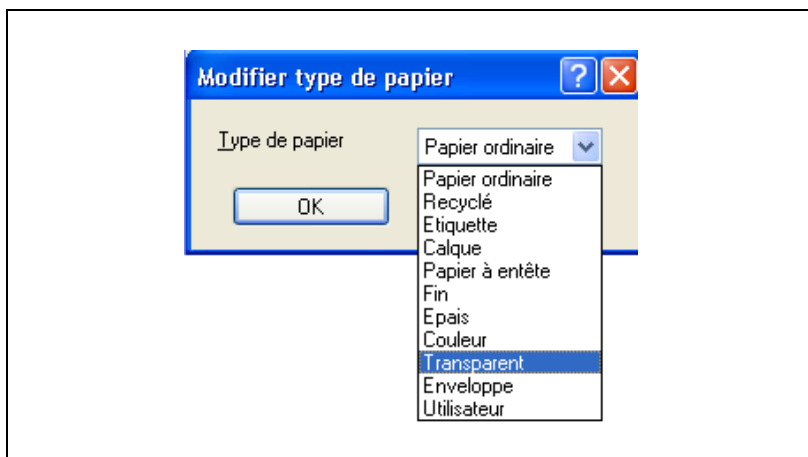 Modifier type de papier
Type de papier
Papier ordinaire
OK
Papier ordinaire
Recyclé
Etiquette
Calque
Papier à entête
Fin
Epais
Couleur
Transparent
Enveloppe
Utilisateur